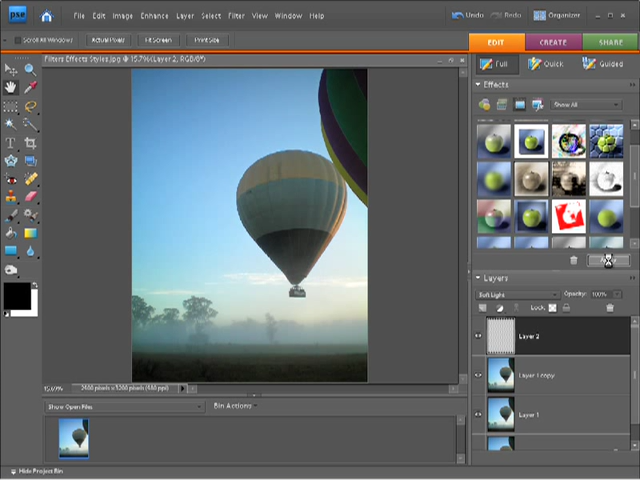 pse File Edit Image Enhance Layer Select Filter View Window Help Undo Redo Organizer
Scroll All Windows Actual Pixels Fit Screen Print Size
EDIT CREATE SHARE
Filters Effects Styles.jpg @ 15.7% (Layer 2, RGB/8*)
Full Quick Guided
Effects
Show All
Layers
Soft Light Opacity: 100%
Lock:
Layer 2
Layer 1 copy
Layer 1
Show Open Files Bin Actions
Hide Project Bin